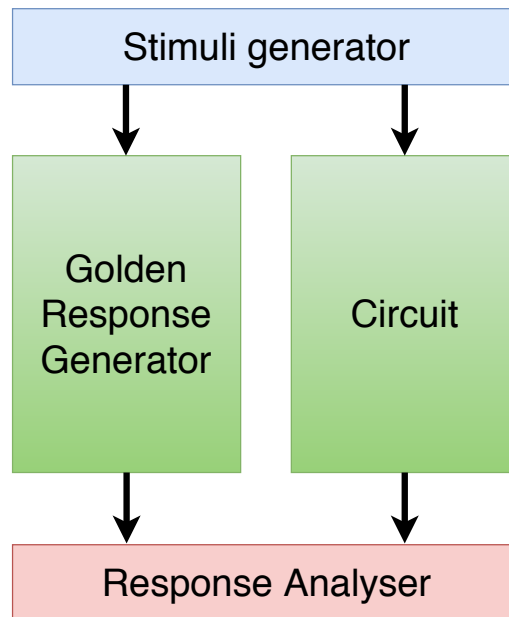 Stimuli generator
Golden
Response
Generator
Circuit
Response Analyser